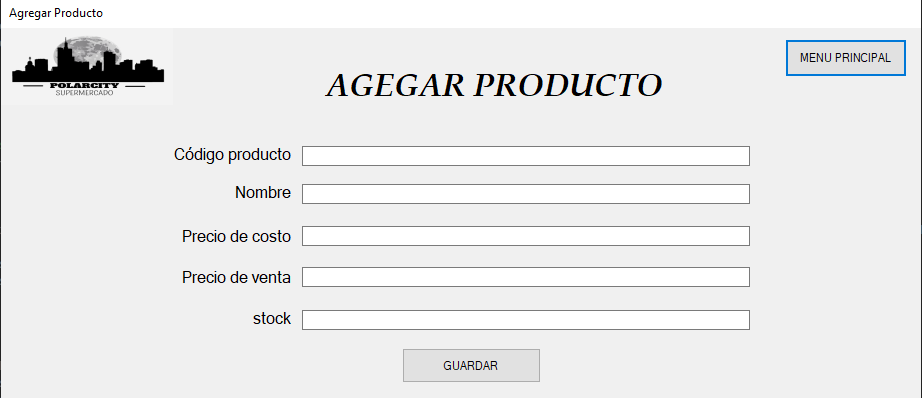 Agregar Producto
POLARCITY
SUPERMERCADO
MENU PRINCIPAL
AGEGAR PRODUCTO
Código producto
Nombre
Precio de costo
Precio de venta
stock
GUARDAR